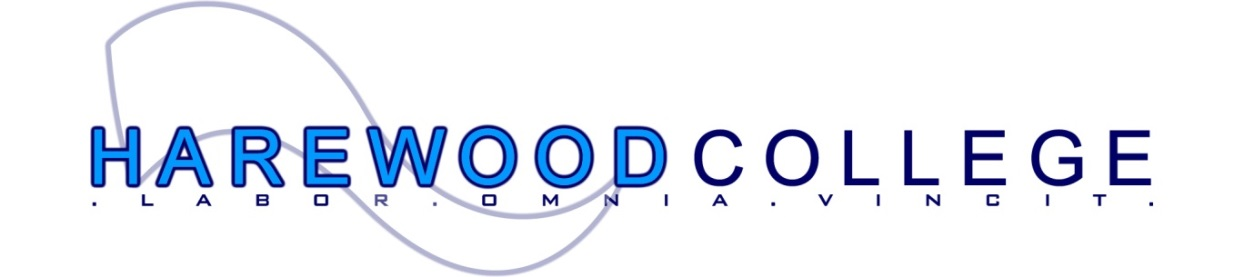 HAREWOOD COLLEGE
. LABOR . OMNIA . VINCIT .